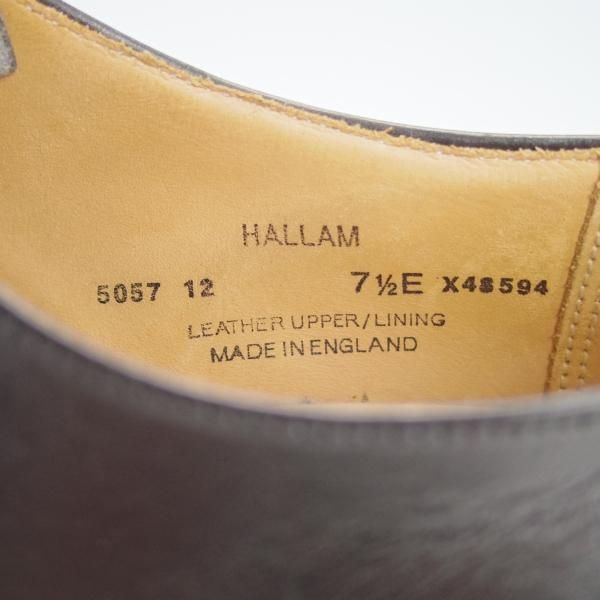 HALLAM
5057 12 7½E X48594
LEATHER UPPER/LINING
MADE IN ENGLAND